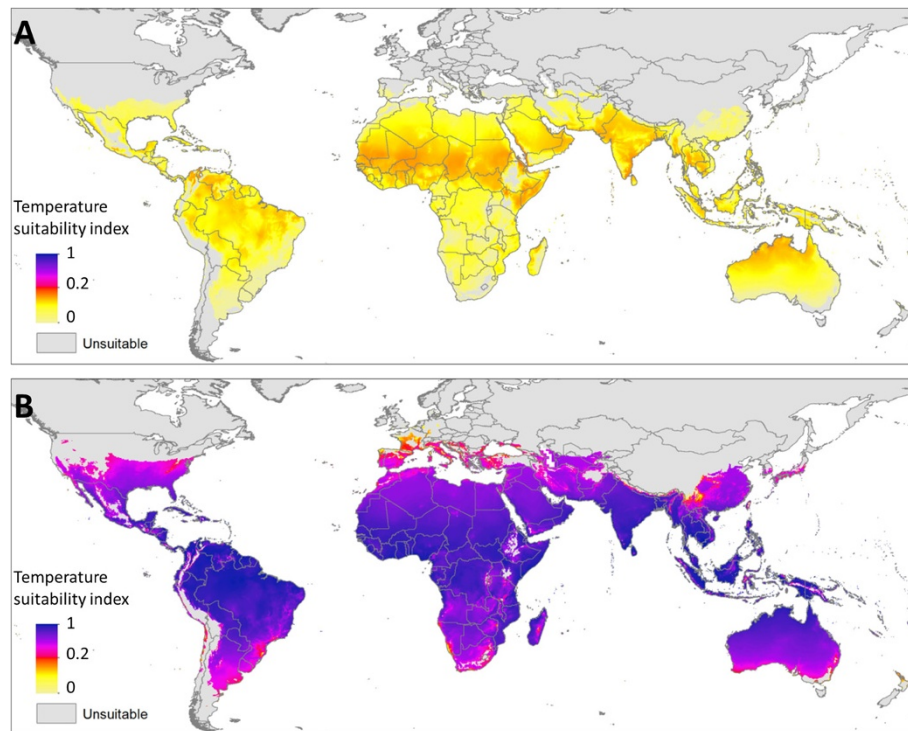 A
Temperature
suitability index
1
0.2
0
Unsuitable
B
Temperature
suitability index
1
0.2
0
Unsuitable